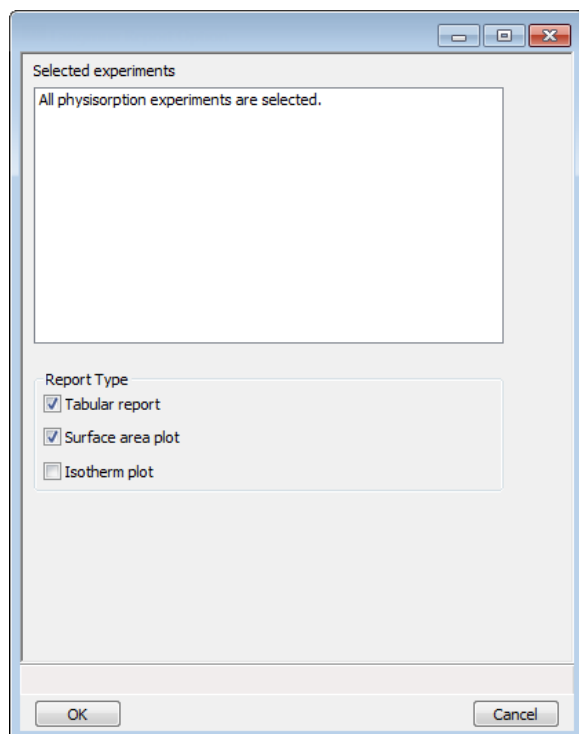 Selected experiments
All physisorption experiments are selected.
Report Type
Tabular report
Surface area plot
Isotherm plot
OK
Cancel